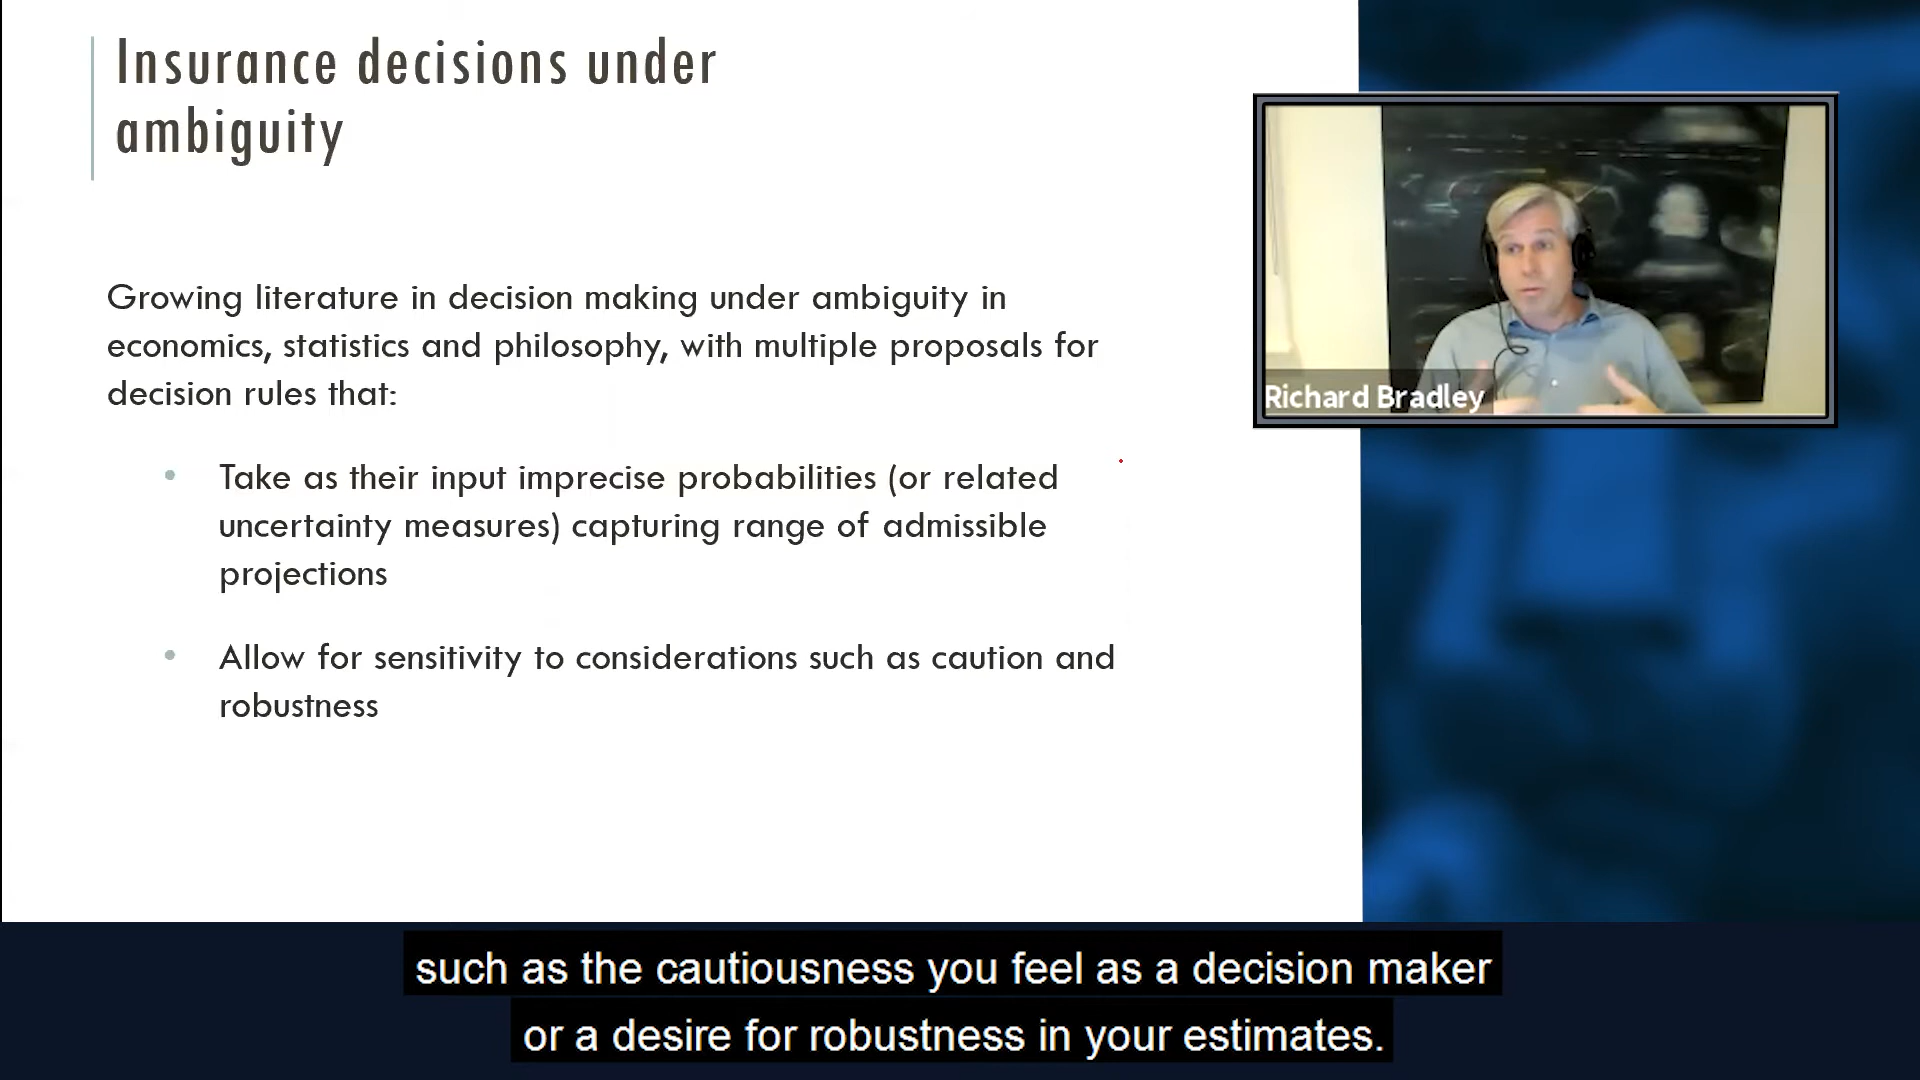 Insurance decisions under
ambiguity
Growing literature in decision making under ambiguity in
economics, statistics and philosophy, with multiple proposals for
decision rules that:
• Take as their input imprecise probabilities (or related
uncertainty measures) capturing range of admissible
projections
• Allow for sensitivity to considerations such as caution and
robustness
Richard Bradley
such as the cautiousness you feel as a decision maker
or a desire for robustness in your estimates.